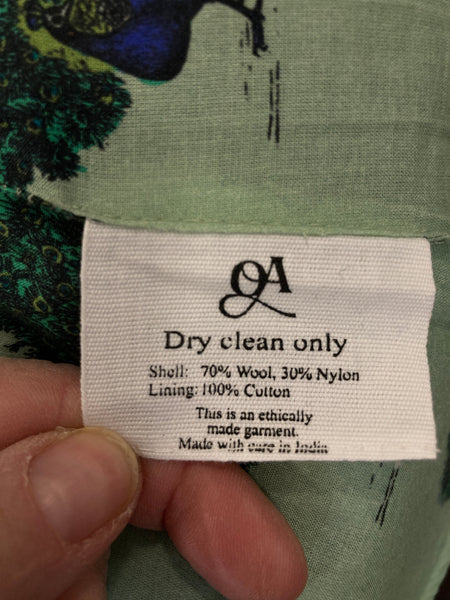 OA
Dry clean only
Shell: 70% Wool, 30% Nylon
Lining: 100% Cotton
This is an ethically
made garment.
Made with care in India